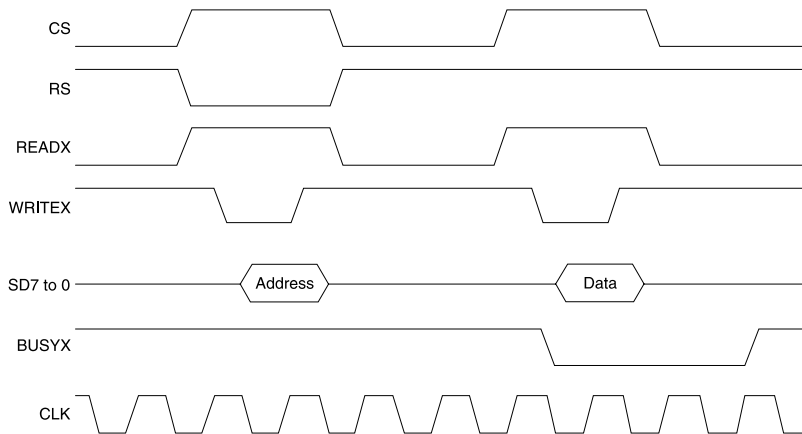 CS
RS
READX
WRITEX
SD7 to 0
Address
Data
BUSYX
CLK